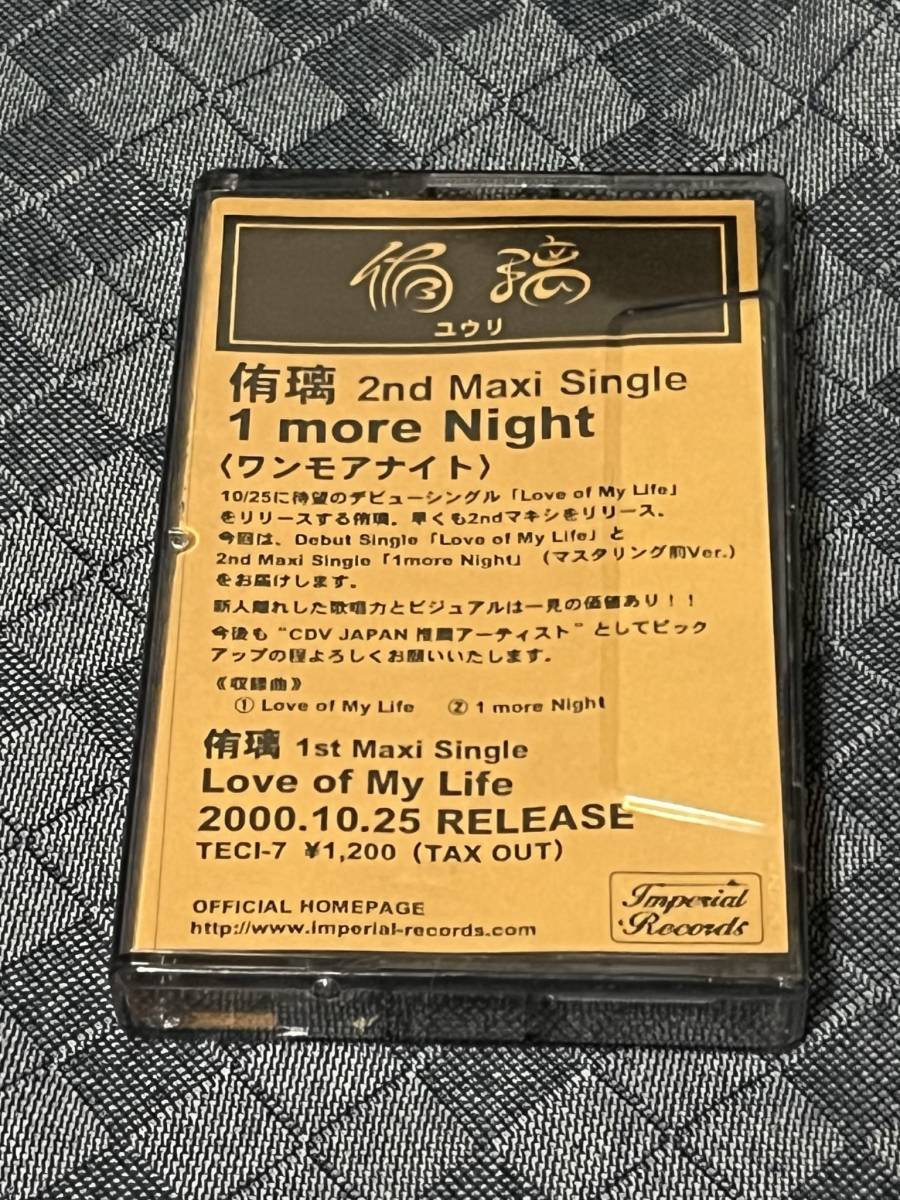 侑璃
ユウリ
侑璃 2nd Maxi Single
1 more Night
〈ワンモアナイト〉
10/25に待望のデビューシングル「Love of My Life」
をリリースする侑璃。早くも2ndマキシをリリース。
今回は、Debut Single「Love of My Life」と
2nd Maxi Single「1more Night」（マスタリング前Ver.）
をお届けします。
新人離れした歌唱力とビジュアルは一見の価値あり！！
今後も“CDV JAPAN 推薦アーティスト”としてピック
アップの程よろしくお願いいたします。
《収録曲》
① Love of My Life ② 1 more Night
侑璃 1st Maxi Single
Love of My Life
2000.10.25 RELEASE
TECI-7 ¥1,200（TAX OUT）
OFFICIAL HOMEPAGE
http://www.imperial-records.com
Imperial
Records